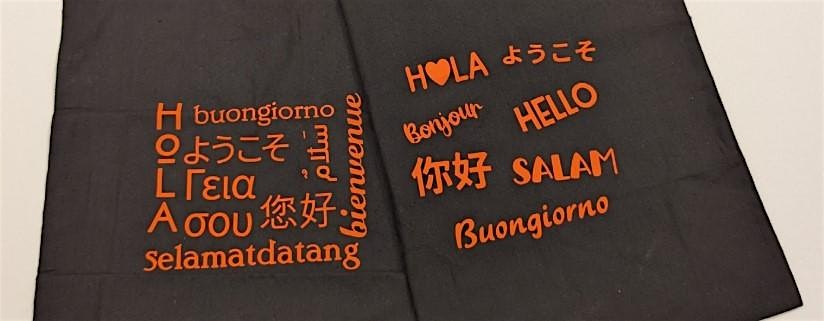 HOLA
buongiorno
ようこそ
Γεια
σου
您好
سلام
bienvenue
selamatdatang
H❤LA
ようこそ
Bonjour
HELLO
你好
SALAM
Buongiorno